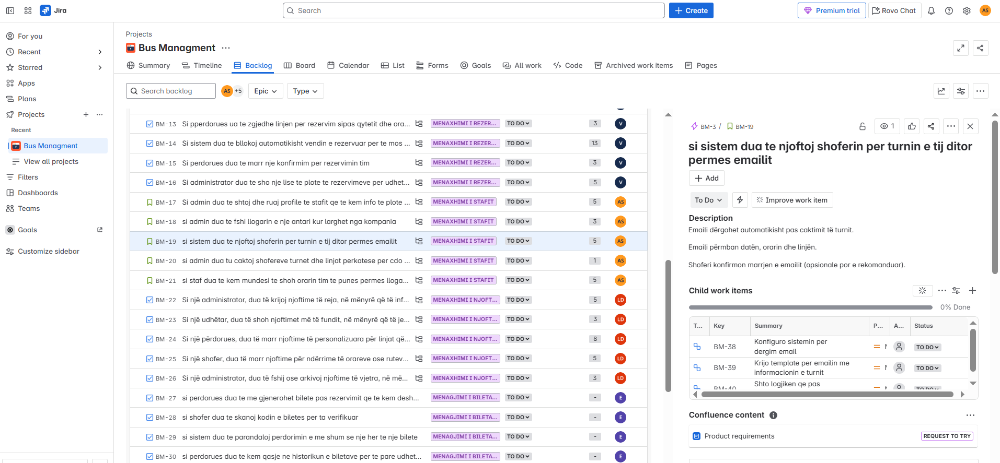 Jira
Search
Create
Premium trial
Rovo Chat
AS
For you
Recent
Starred
Apps
Plans
Projects
Recent
Bus Managment
View all projects
Filters
Dashboards
Teams
Goals
Customize sidebar
Projects
Bus Managment
Summary Timeline Backlog Board Calendar List Forms Goals All work Code Archived work items Pages
Search backlog AS +5 Epic Type
BM-13 Si pperdorues ua te zgjedhe linjen per rezervim sipas qytetit dhe ora... MENAXHIMI I REZER... TO DO 3 V
BM-14 Si sistem dua te bllokoj automatikisht vendin e rezervuar per te mos ... MENAXHIMI I REZER... TO DO 13 V
BM-15 Si perdorues dua te marr nje konfirmim per rezervimin tim MENAXHIMI I REZER... TO DO 3 V
BM-16 Si administrator dua te sho nje lise te plote te rezervimeve per udhet... MENAXHIMI I REZER... TO DO 5 V
BM-17 Si admin dua te shtoj dhe ruaj profile te stafit qe te kem info te plote ... MENAXHIMI I STAFIT TO DO 5 AS
BM-18 si admin dua te fshi llogarin e nje antari kur larghet nga kompania MENAXHIMI I STAFIT TO DO 3 AS
BM-19 si sistem dua te njoftoj shoferin per turnin e tij ditor permes emailit MENAXHIMI I STAFIT TO DO 5 AS
BM-20 si admin dua tu caktoj shofereve turnet dhe linjat perkatese per cdo ... MENAXHIMI I STAFIT TO DO 1 AS
BM-21 si staf dua te kem mundesi te shoh orarin tim te punes permes lloga... MENAXHIMI I STAFIT TO DO 5 AS
BM-22 Si një administrator, dua të krijoj njoftime të reja, në mënyrë që të inf... MENAXHIMI I NJOFT... TO DO 5 LD
BM-23 Si një udhëtar, dua të shoh njoftimet më të fundit, në mënyrë që të je... MENAXHIMI I NJOFT... TO DO 3 LD
BM-24 Si një përdorues, dua të marr njoftime të personalizuara për linjat që... MENAXHIMI I NJOFT... TO DO 8 LD
BM-25 Si një shofer, dua të marr njoftime për ndërrime të orareve ose rutev... MENAXHIMI I NJOFT... TO DO 5 LD
BM-26 Si një administrator, dua të fshij ose arkivoj njoftime të vjetra, në më... MENAXHIMI I NJOFT... TO DO 3 LD
BM-27 si perdorues dua te me gjenerohet bilete pas rezervimit qe te kem desh... MENAGJIMI I BILETA... TO DO - E
BM-28 si shofer dua te skanoj kodin e biletes per ta verifikuar MENAGJIMI I BILETA... TO DO - E
BM-29 si sistem dua te parandaloj perdorimin e me shum se nje her te nje bilete MENAGJIMI I BILETA... TO DO - E
BM-30 si perdorues dua te kem qasje ne historikun e biletave per te pare udhet... MENAGJIMI I BILETA... TO DO - E
BM-3 / BM-19 1
si sistem dua te njoftoj shoferin per turnin e tij ditor
permes emailit
Add
To Do Improve work item
Description
Emaili dërgohet automatikisht pas caktimit të turnit.
Emaili përmban datën, orarin dhe linjën.
Shoferi konfirmon marrjen e emailit (opsionale por e rekomanduar).
Child work items
0% Done
T... Key Summary P... A... Status
BM-38 Konfiguro sistemin per
dergim email TO DO
BM-39 Krijo template per emailin me
informacionin e turnit TO DO
BM-40 Shto logjiken qe pas TO DO
Confluence content
Product requirements REQUEST TO TRY